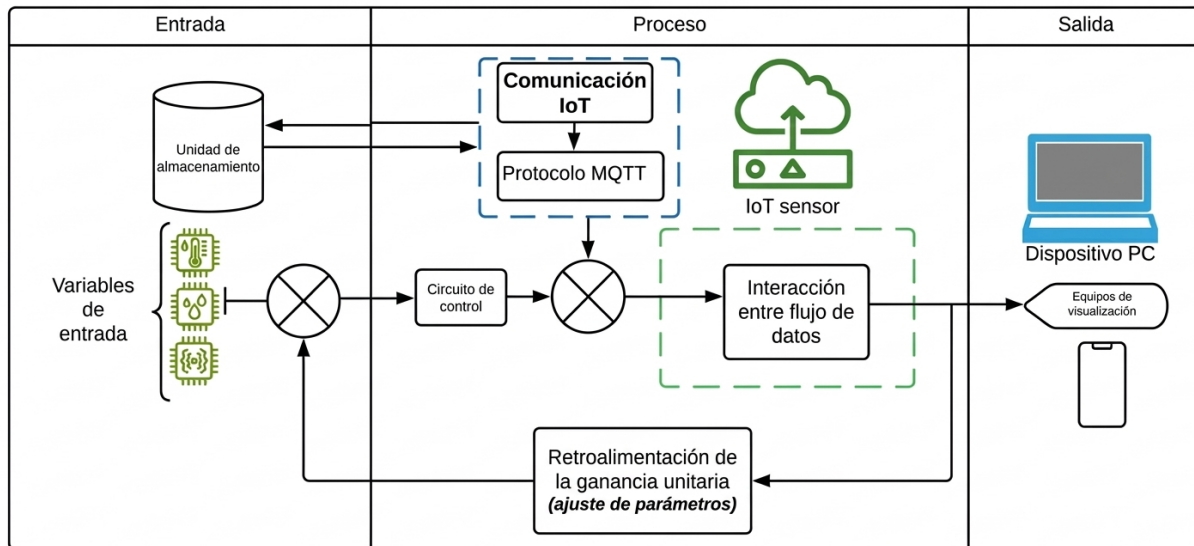 Entrada
Proceso
Salida
Unidad de
almacenamiento
Comunicación
IoT
Protocolo MQTT
IoT sensor
Dispositivo PC
Variables
de
entrada
Circuito de
control
Interacción
entre flujo de
datos
Equipos de
visualización
Retroalimentación de
la ganancia unitaria
(ajuste de parámetros)